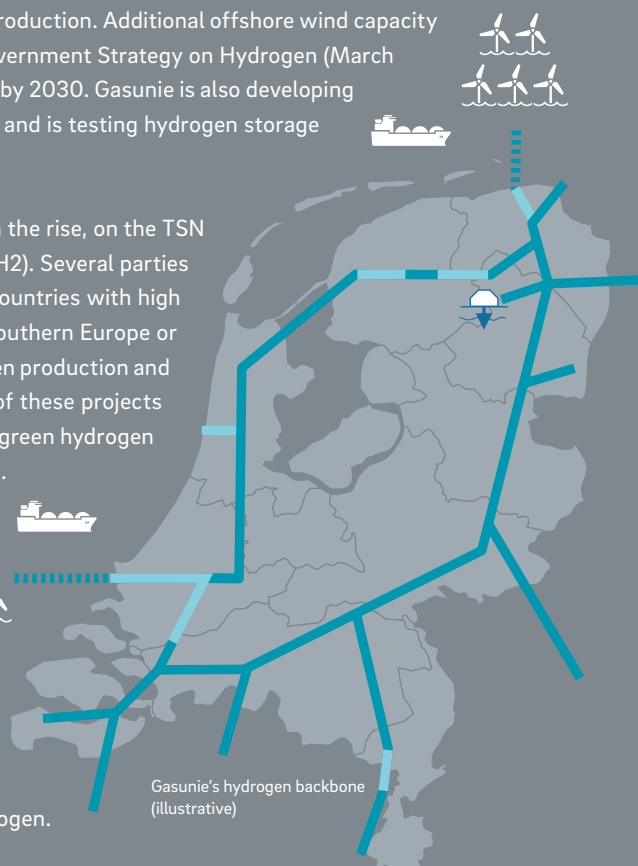 roduction. Additional offshore wind capacity
vernment Strategy on Hydrogen (March
by 2030. Gasunie is also developing
and is testing hydrogen storage
the rise, on the TSN
H2). Several parties
ountries with high
outhern Europe or
en production and
of these projects
green hydrogen
.
Gasunie's hydrogen backbone
(illustrative)
ogen.